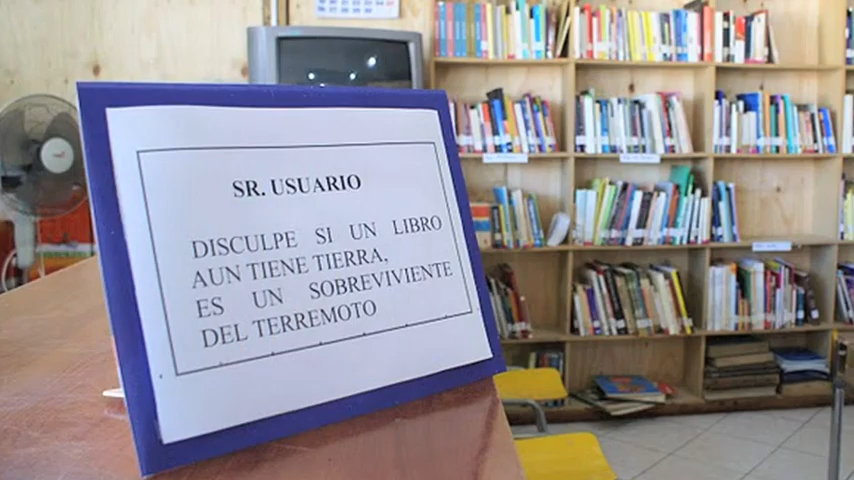 SR. USUARIO
DISCULPE SI UN LIBRO
AUN TIENE TIERRA,
ES UN SOBREVIVIENTE
DEL TERREMOTO